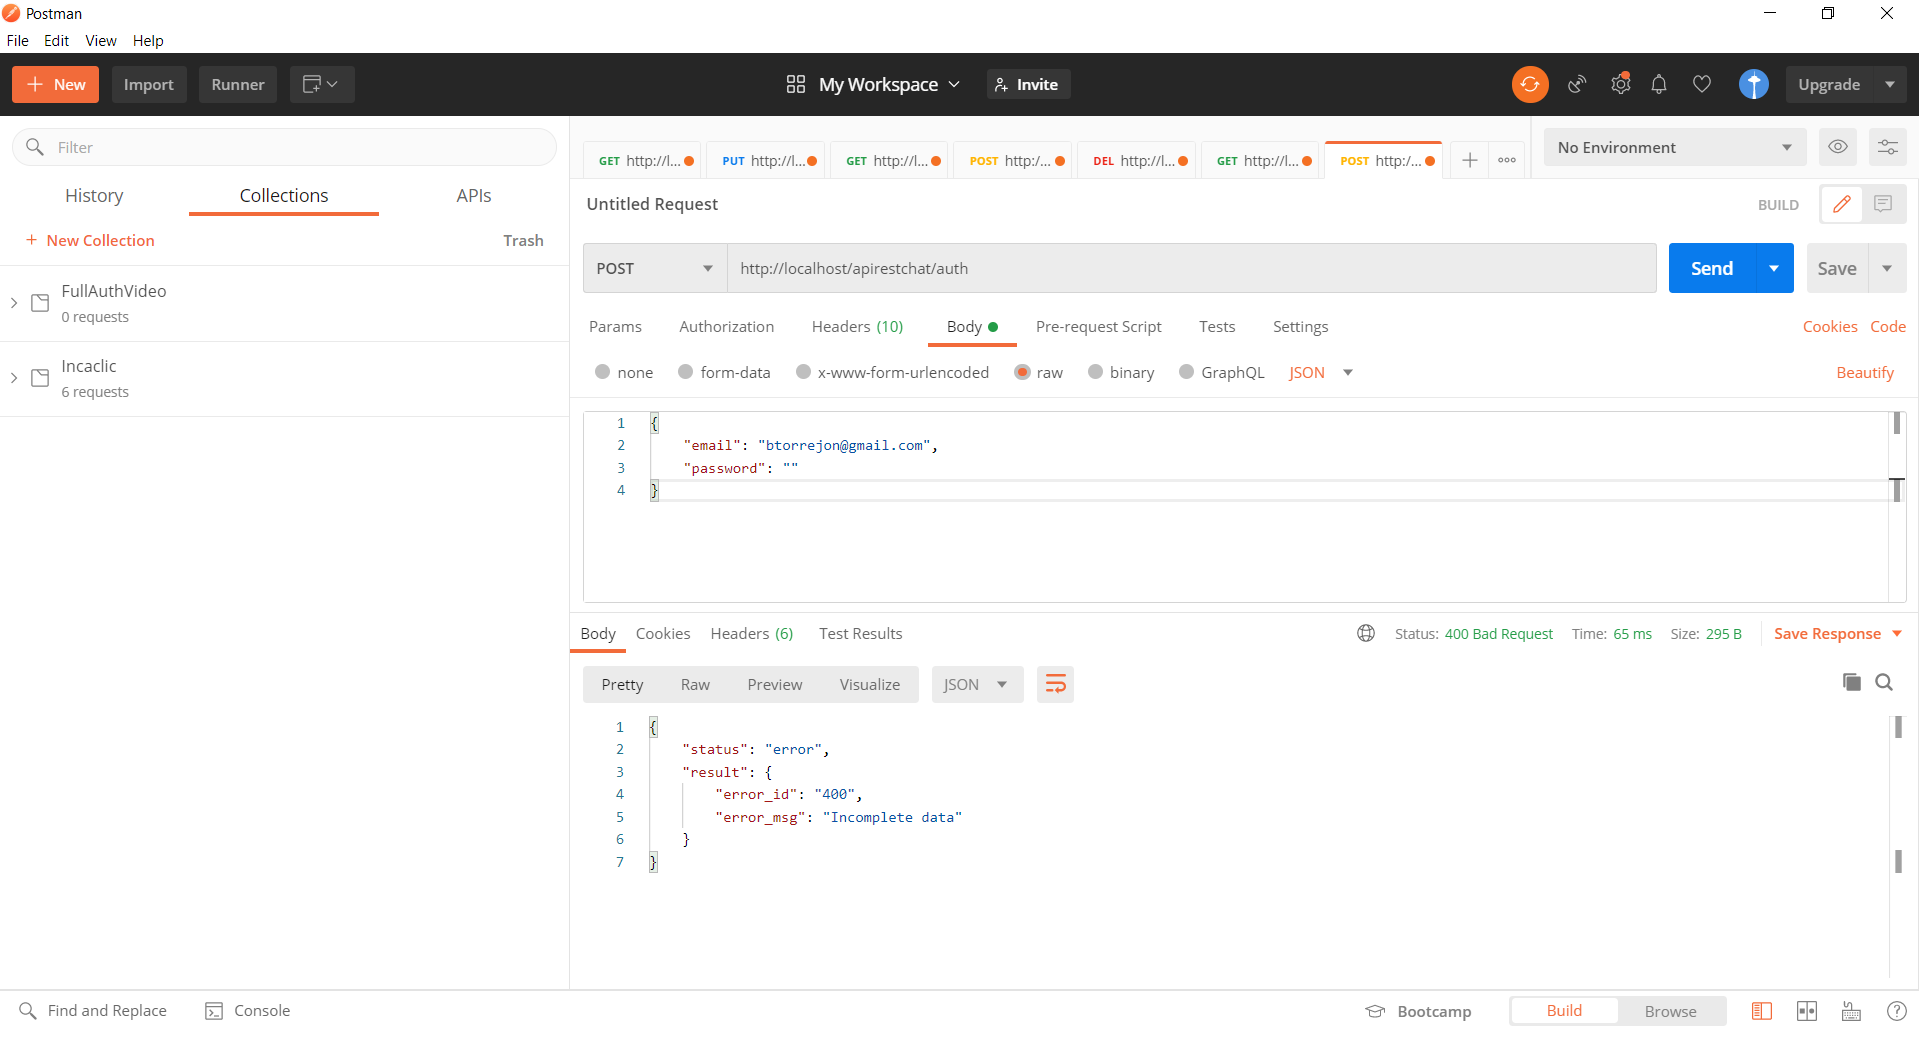 Postman
File Edit View Help
+ New Import Runner My Workspace Invite Upgrade
Filter
History Collections APIs
+ New Collection Trash
FullAuthVideo
0 requests
Incaclic
6 requests
GET http://l... PUT http://l... GET http://l... POST http:/... DEL http://l... GET http://l... POST http:/... + ooo No Environment
Untitled Request BUILD
POST http://localhost/apirestchat/auth Send Save
Params Authorization Headers (10) Body Pre-request Script Tests Settings Cookies Code
none form-data x-www-form-urlencoded raw binary GraphQL JSON Beautify
1 {
2 "email": "btorrejon@gmail.com",
3 "password": ""
4 }
Body Cookies Headers (6) Test Results Status: 400 Bad Request Time: 65 ms Size: 295 B Save Response
Pretty Raw Preview Visualize JSON
1 {
2 "status": "error",
3 "result": {
4 "error_id": "400",
5 "error_msg": "Incomplete data"
6 }
7 }
Find and Replace Console Bootcamp Build Browse ?